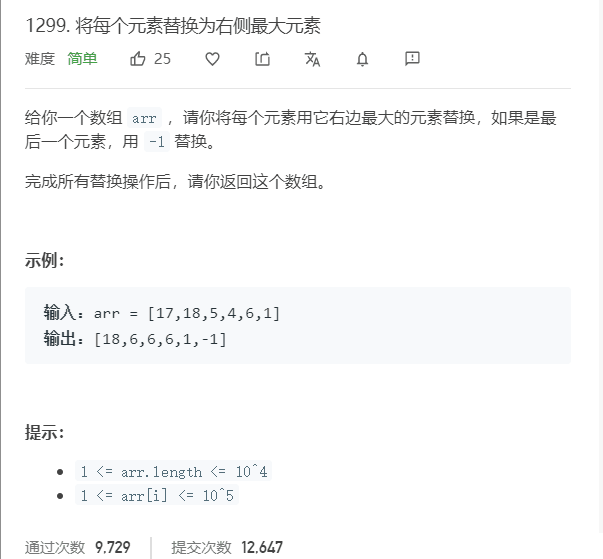 1299. 将每个元素替换为右侧最大元素
难度 简单 25
给你一个数组 arr ，请你将每个元素用它右边最大的元素替换，如果是最
后一个元素，用 -1 替换。
完成所有替换操作后，请你返回这个数组。
示例：
输入：arr = [17,18,5,4,6,1]
输出：[18,6,6,6,1,-1]
提示：
1 <= arr.length <= 10^4
1 <= arr[i] <= 10^5
通过次数 9,729 提交次数 12,647